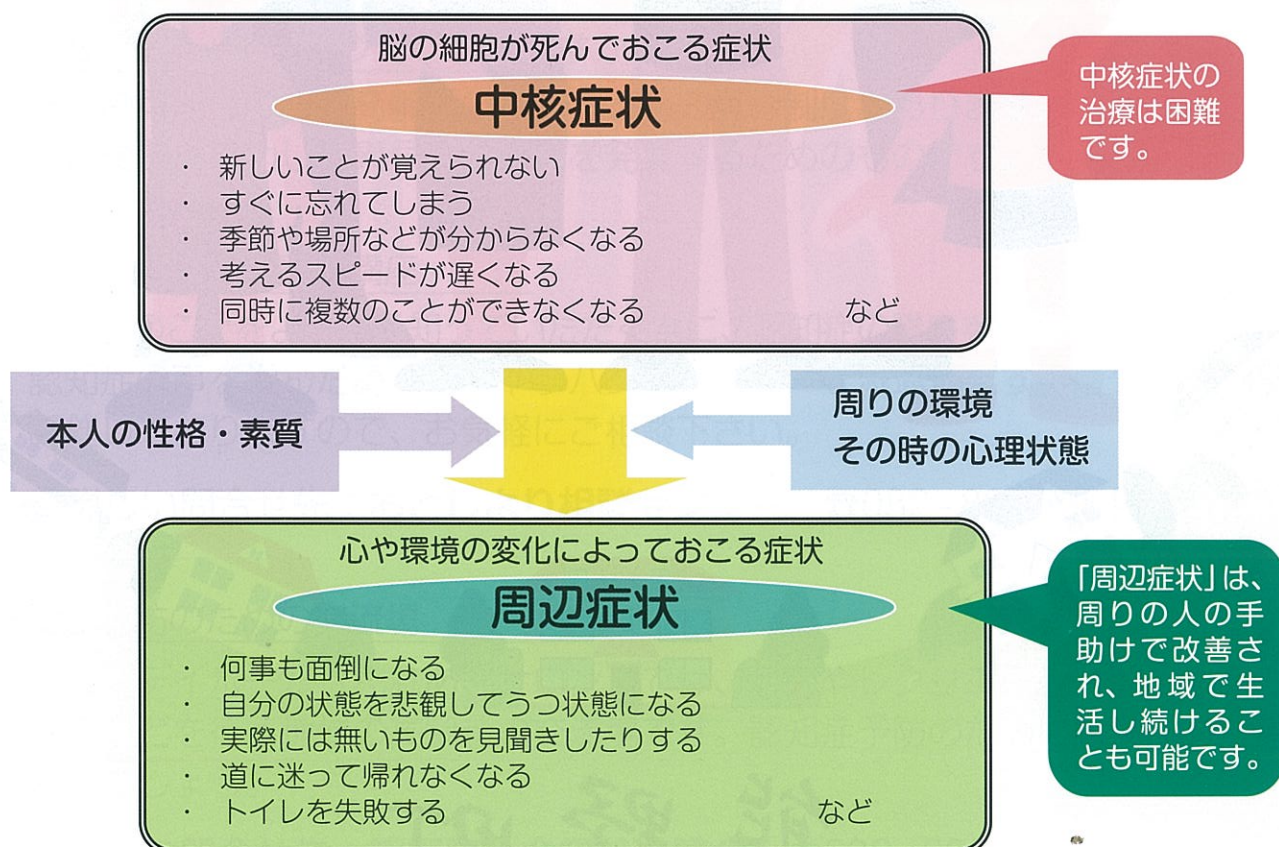 脳の細胞が死んでおこる症状
中核症状
・ 新しいことが覚えられない
・ すぐに忘れてしまう
・ 季節や場所などが分からなくなる
・ 考えるスピードが遅くなる
・ 同時に複数のことができなくなる など
中核症状の
治療は困難
です。
本人の性格・素質
周りの環境
その時の心理状態
心や環境の変化によっておこる症状
周辺症状
・ 何事も面倒になる
・ 自分の状態を悲観してうつ状態になる
・ 実際には無いものを見聞きしたりする
・ 道に迷って帰れなくなる
・ トイレを失敗する など
「周辺症状」は、
周りの人の手
助けで改善さ
れ、地域で生
活し続けるこ
とも可能です。